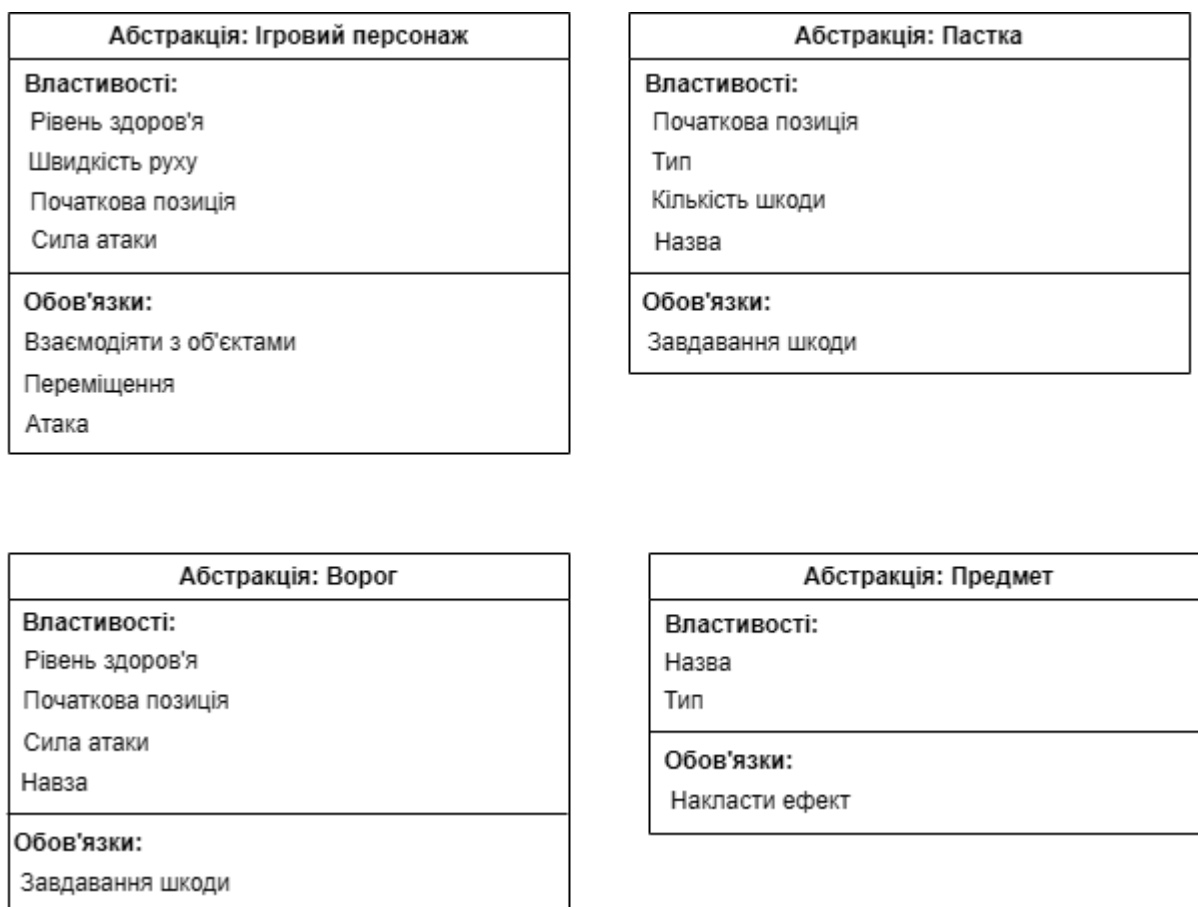 Абстракція: Ігровий персонаж
Властивості:
Рівень здоров'я
Швидкість руху
Початкова позиція
Сила атаки
Обов'язки:
Взаємодіяти з об'єктами
Переміщення
Атака
Абстракція: Пастка
Властивості:
Початкова позиція
Тип
Кількість шкоди
Назва
Обов'язки:
Завдавання шкоди
Абстракція: Ворог
Властивості:
Рівень здоров'я
Початкова позиція
Сила атаки
Навза
Обов'язки:
Завдавання шкоди
Абстракція: Предмет
Властивості:
Назва
Тип
Обов'язки:
Накласти ефект